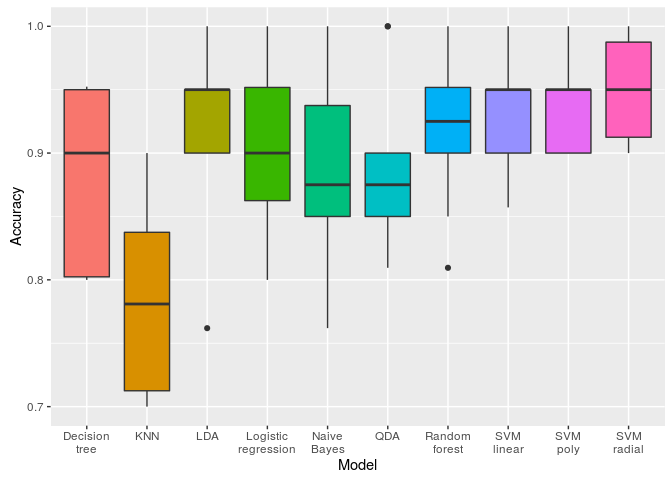 1.0
0.9
0.8
0.7
Accuracy
Decision tree
KNN
LDA
Logistic regression
Naive Bayes
QDA
Random forest
SVM linear
SVM poly
SVM radial
Model